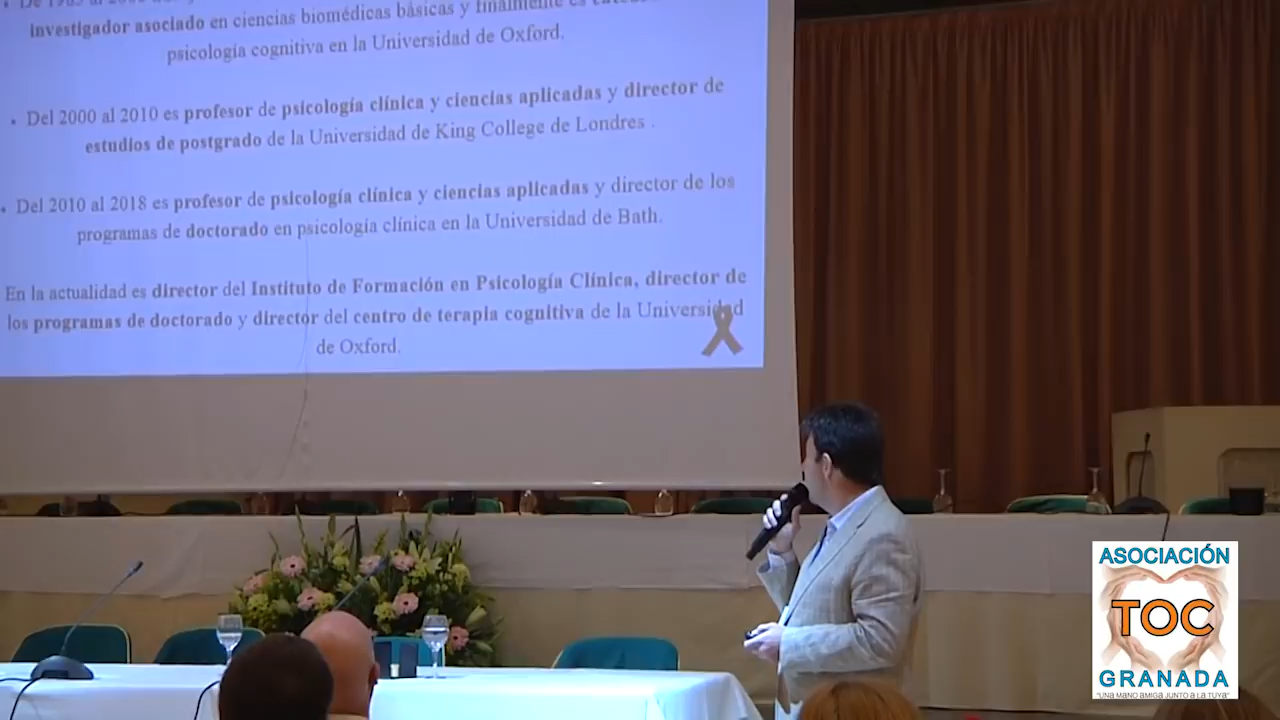 investigador asociado en ciencias biomédicas básicas y finalmente es
psicología cognitiva en la Universidad de Oxford.
• Del 2000 al 2010 es profesor de psicología clínica y ciencias aplicadas y director de
estudios de postgrado de la Universidad de King College de Londres .
• Del 2010 al 2018 es profesor de psicología clínica y ciencias aplicadas y director de los
programas de doctorado en psicología clínica en la Universidad de Bath.
En la actualidad es director del Instituto de Formación en Psicología Clínica, director de
los programas de doctorado y director del centro de terapia cognitiva de la Universidad
de Oxford.
ASOCIACIÓN
TOC
GRANADA
"UNA MANO AMIGA JUNTO A LA TUYA"